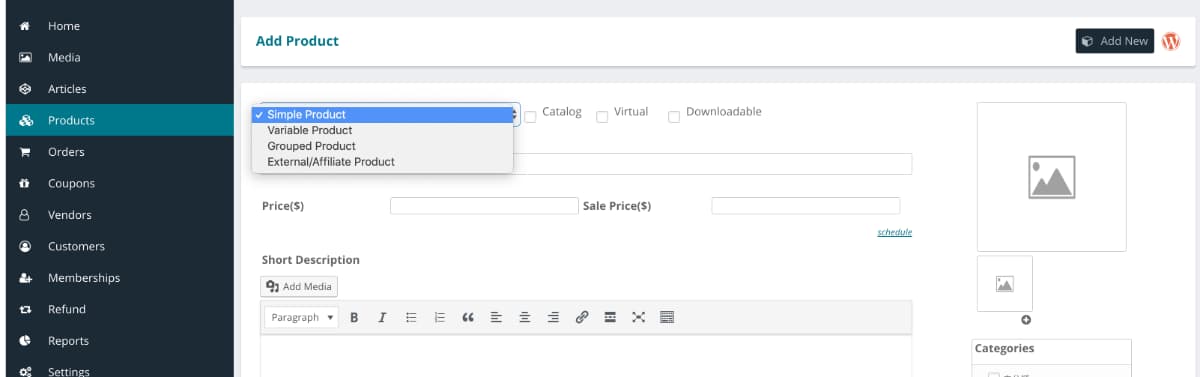 Home
Media
Articles
Products
Orders
Coupons
Vendors
Customers
Memberships
Refund
Reports
Settings
Add Product
Add New
Simple Product
Variable Product
Grouped Product
External/Affiliate Product
Catalog Virtual Downloadable
Price($) Sale Price($)
schedule
Short Description
Add Media
Paragraph
Categories